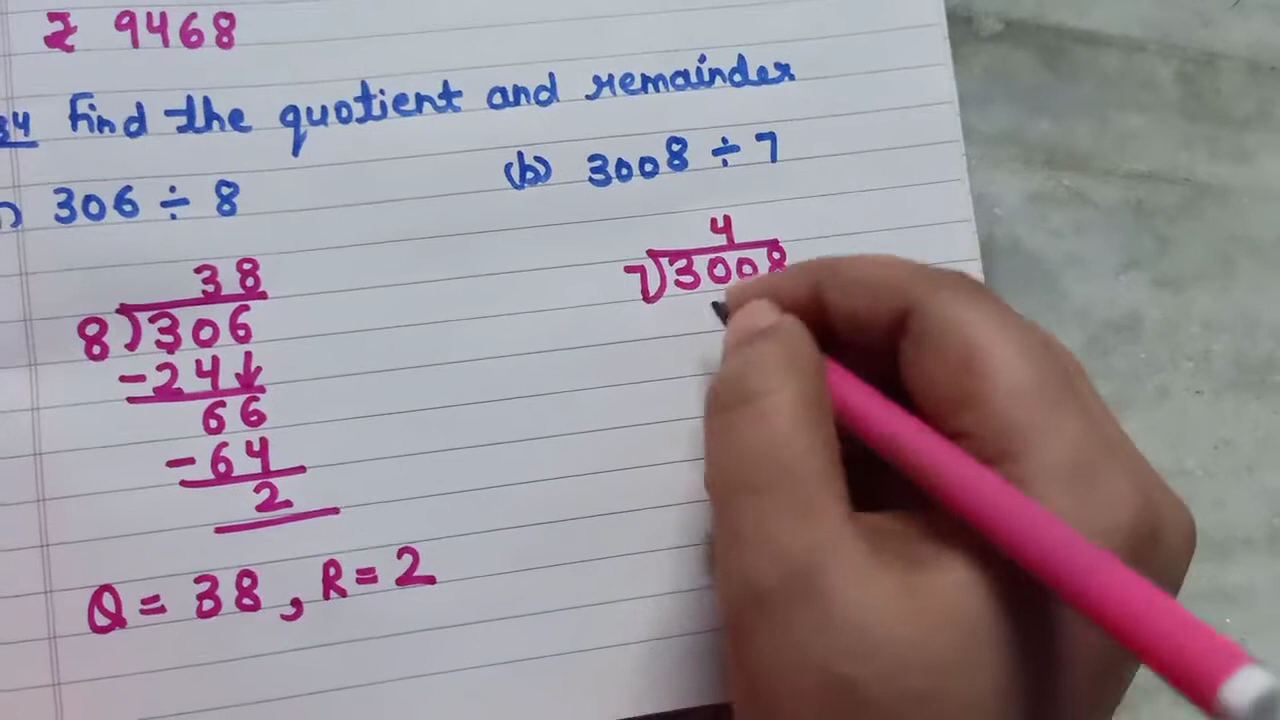 ₹ 9468
34 Find the quotient and remainder
306 ÷ 8
(b) 3008 ÷ 7
38
8)306
-24↓
66
-64
2
Q = 38, R = 2
4
7)3008